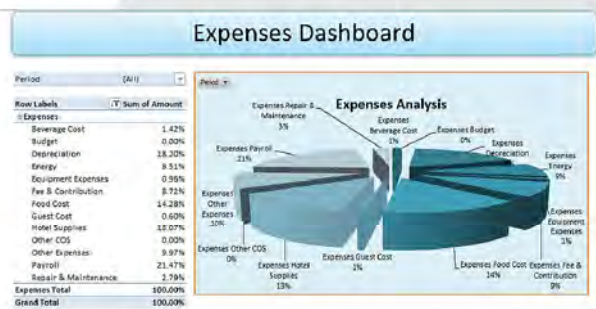 Expenses Dashboard
Period (All)
Row Labels Sum of Amount
Expenses
Beverage Cost 1.42%
Budget 0.00%
Depreciation 18.20%
Energy 8.51%
Equipment Expenses
Fee & Contribution 8.72%
Food Cost 14.28%
Guest Cost 0.60%
Hotel Supplies
Other COS 0.00%
Other Expenses 9.97%
Payroll 21.47%
Repair & Maintenance 2.79%
Expenses Total 100.00%
Grand Total 100.00%
Period
Expenses Analysis
Expenses Repair &
Maintenance
3%
Expenses
Beverage Cost
1%
Expenses Budget
0%
Expenses
Depreciation
Expenses
Energy
9%
Expenses
Equipment
Expences
1%
Expenses Fee &
Contribution
9%
Expenses Food Cost
14%
Expenses Guest Cost
1%
Expenses Hotel
Supplies
13%
Expenses Other COS
0%
Expenses
Other
Expenses
10%
Expenses Payroll
21%